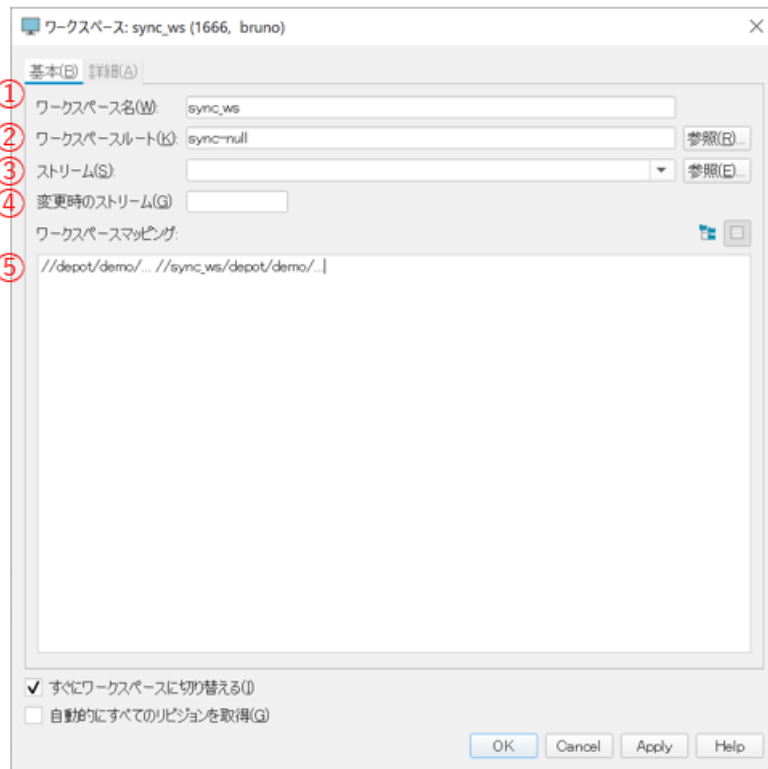 ワークスペース: sync_ws (1666, bruno)
基本(B) 詳細(A)
① ワークスペース名(W): sync_ws
② ワークスペースルート(K): sync-null 参照(R)...
③ ストリーム(S): 参照(E)...
④ 変更時のストリーム(G)
ワークスペースマッピング:
⑤ //depot/demo/... //sync_ws/depot/demo/...
すぐにワークスペースに切り替える(I)
自動的にすべてのリビジョンを取得(G)
OK Cancel Apply Help